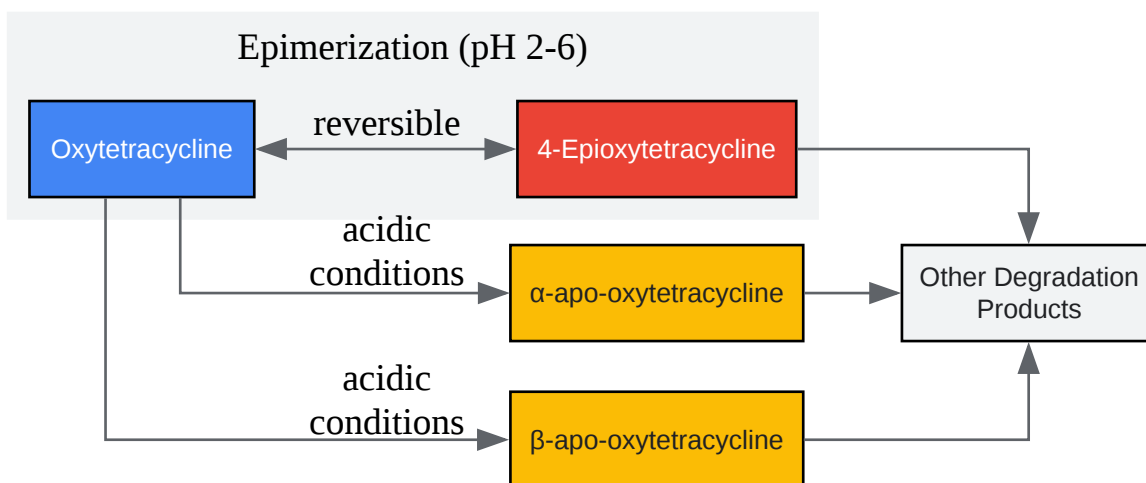 Epimerization (pH 2-6)
Oxytetracycline
reversible
4-Epioxytetracycline
acidic
conditions
α-apo-oxytetracycline
Other Degradation
Products
acidic
conditions
β-apo-oxytetracycline